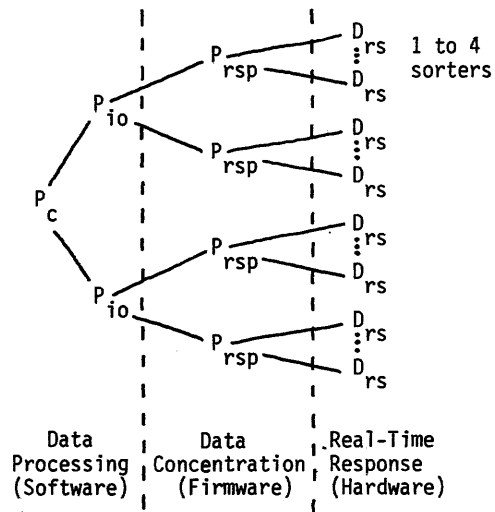 D rs
1 to 4
sorters
P rsp
D rs
P io
D rs
P rsp
D rs
P c
D rs
P rsp
D rs
P io
D rs
P rsp
D rs
Data
Processing
(Software)
Data
Concentration
(Firmware)
Real-Time
Response
(Hardware)